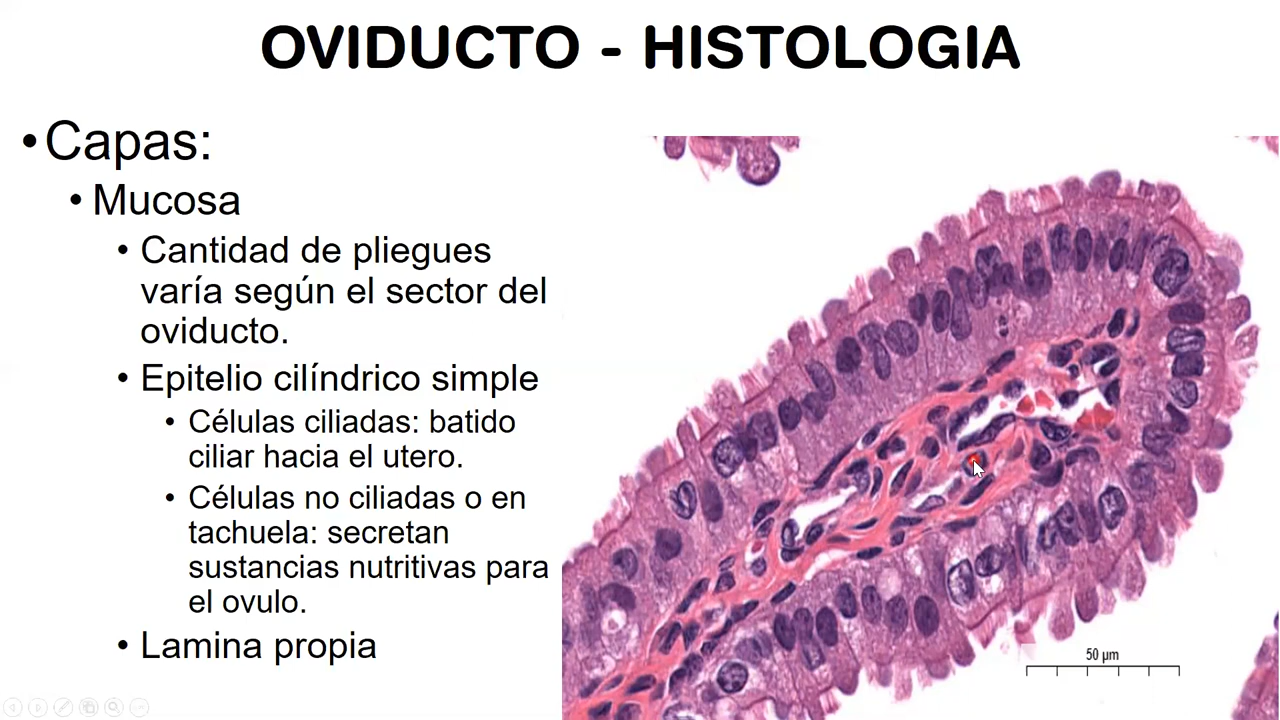 OVIDUCTO - HISTOLOGIA
•Capas:
• Mucosa
• Cantidad de pliegues
varía según el sector del
oviducto.
• Epitelio cilíndrico simple
• Células ciliadas: batido
ciliar hacia el utero.
• Células no ciliadas o en
tachuela: secretan
sustancias nutritivas para
el ovulo.
• Lamina propia
50 µm